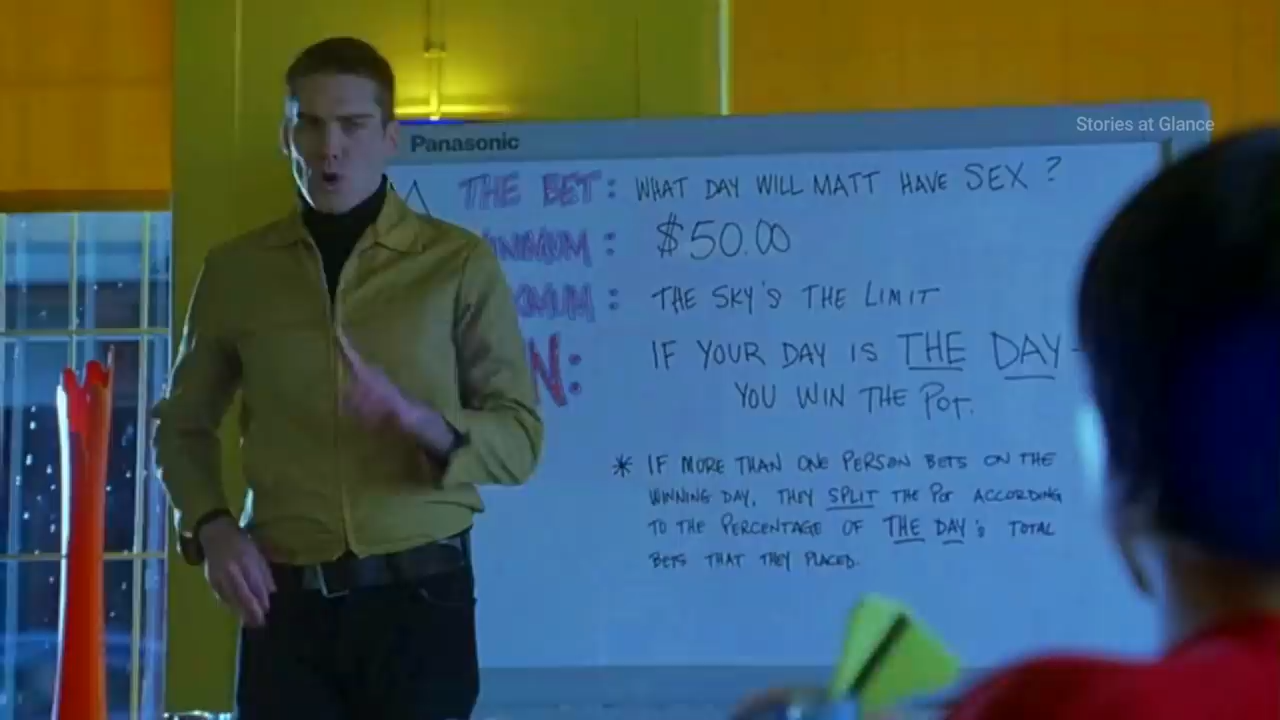 Stories at Glance
Panasonic
THE BET: WHAT DAY WILL MATT HAVE SEX?
: $50.00
: THE SKY'S THE LIMIT
N: IF YOUR DAY IS THE DAY -
YOU WIN THE POT.
* IF MORE THAN ONE PERSON BETS ON THE
WINNING DAY, THEY SPLIT THE POT ACCORDING
TO THE PERCENTAGE OF THE DAY'S TOTAL
BETS THAT THEY PLACED.